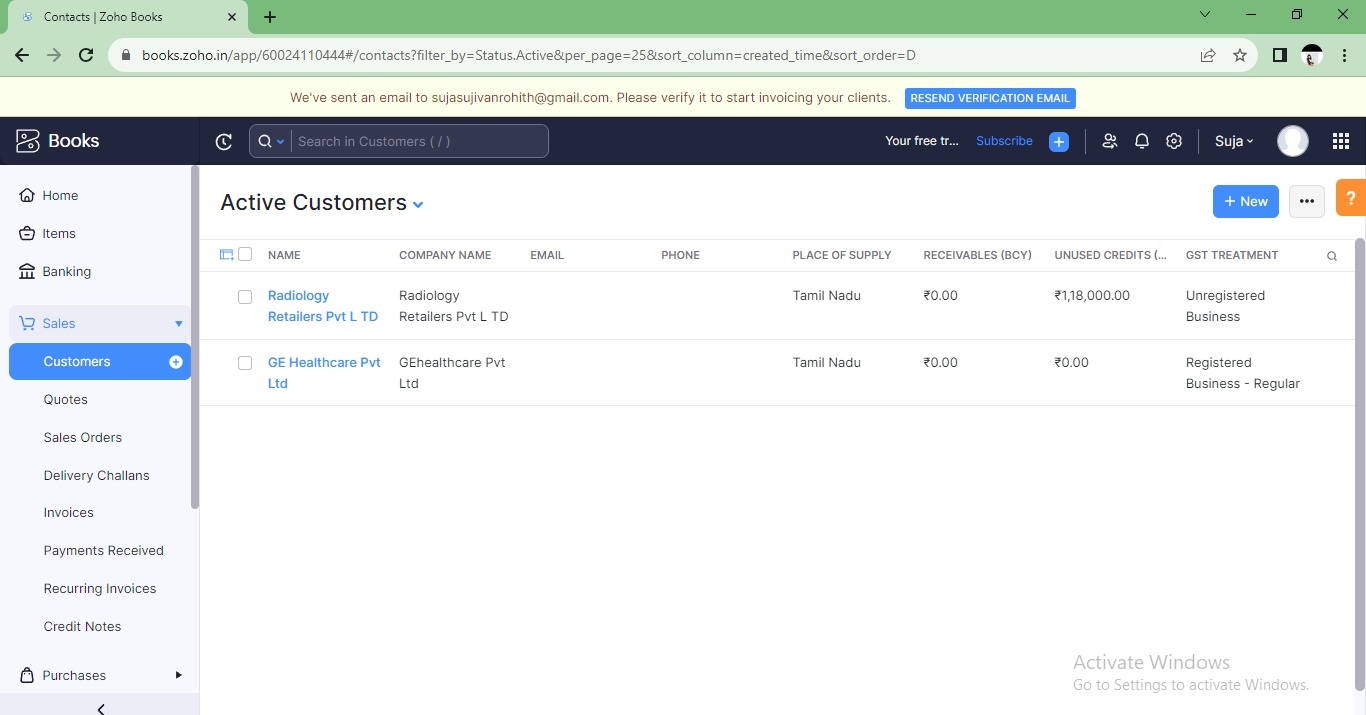 Contacts | Zoho Books
books.zoho.in/app/60024110444#/contacts?filter_by=Status.Active&per_page=25&sort_column=created_time&sort_order=D
We've sent an email to sujasujivanrohith@gmail.com. Please verify it to start invoicing your clients. RESEND VERIFICATION EMAIL
Books
Search in Customers ( / )
Your free tr... Subscribe
Suja
Home
Items
Banking
Sales
Customers
Quotes
Sales Orders
Delivery Challans
Invoices
Payments Received
Recurring Invoices
Credit Notes
Purchases
Active Customers
+ New
?
NAME COMPANY NAME EMAIL PHONE PLACE OF SUPPLY RECEIVABLES (BCY) UNUSED CREDITS (... GST TREATMENT
Radiology Radiology Tamil Nadu ₹0.00 ₹1,18,000.00 Unregistered
Retailers Pvt L TD Retailers Pvt L TD Business
GE Healthcare Pvt GEhealthcare Pvt Tamil Nadu ₹0.00 ₹0.00 Registered
Ltd Ltd Business - Regular
Activate Windows
Go to Settings to activate Windows.